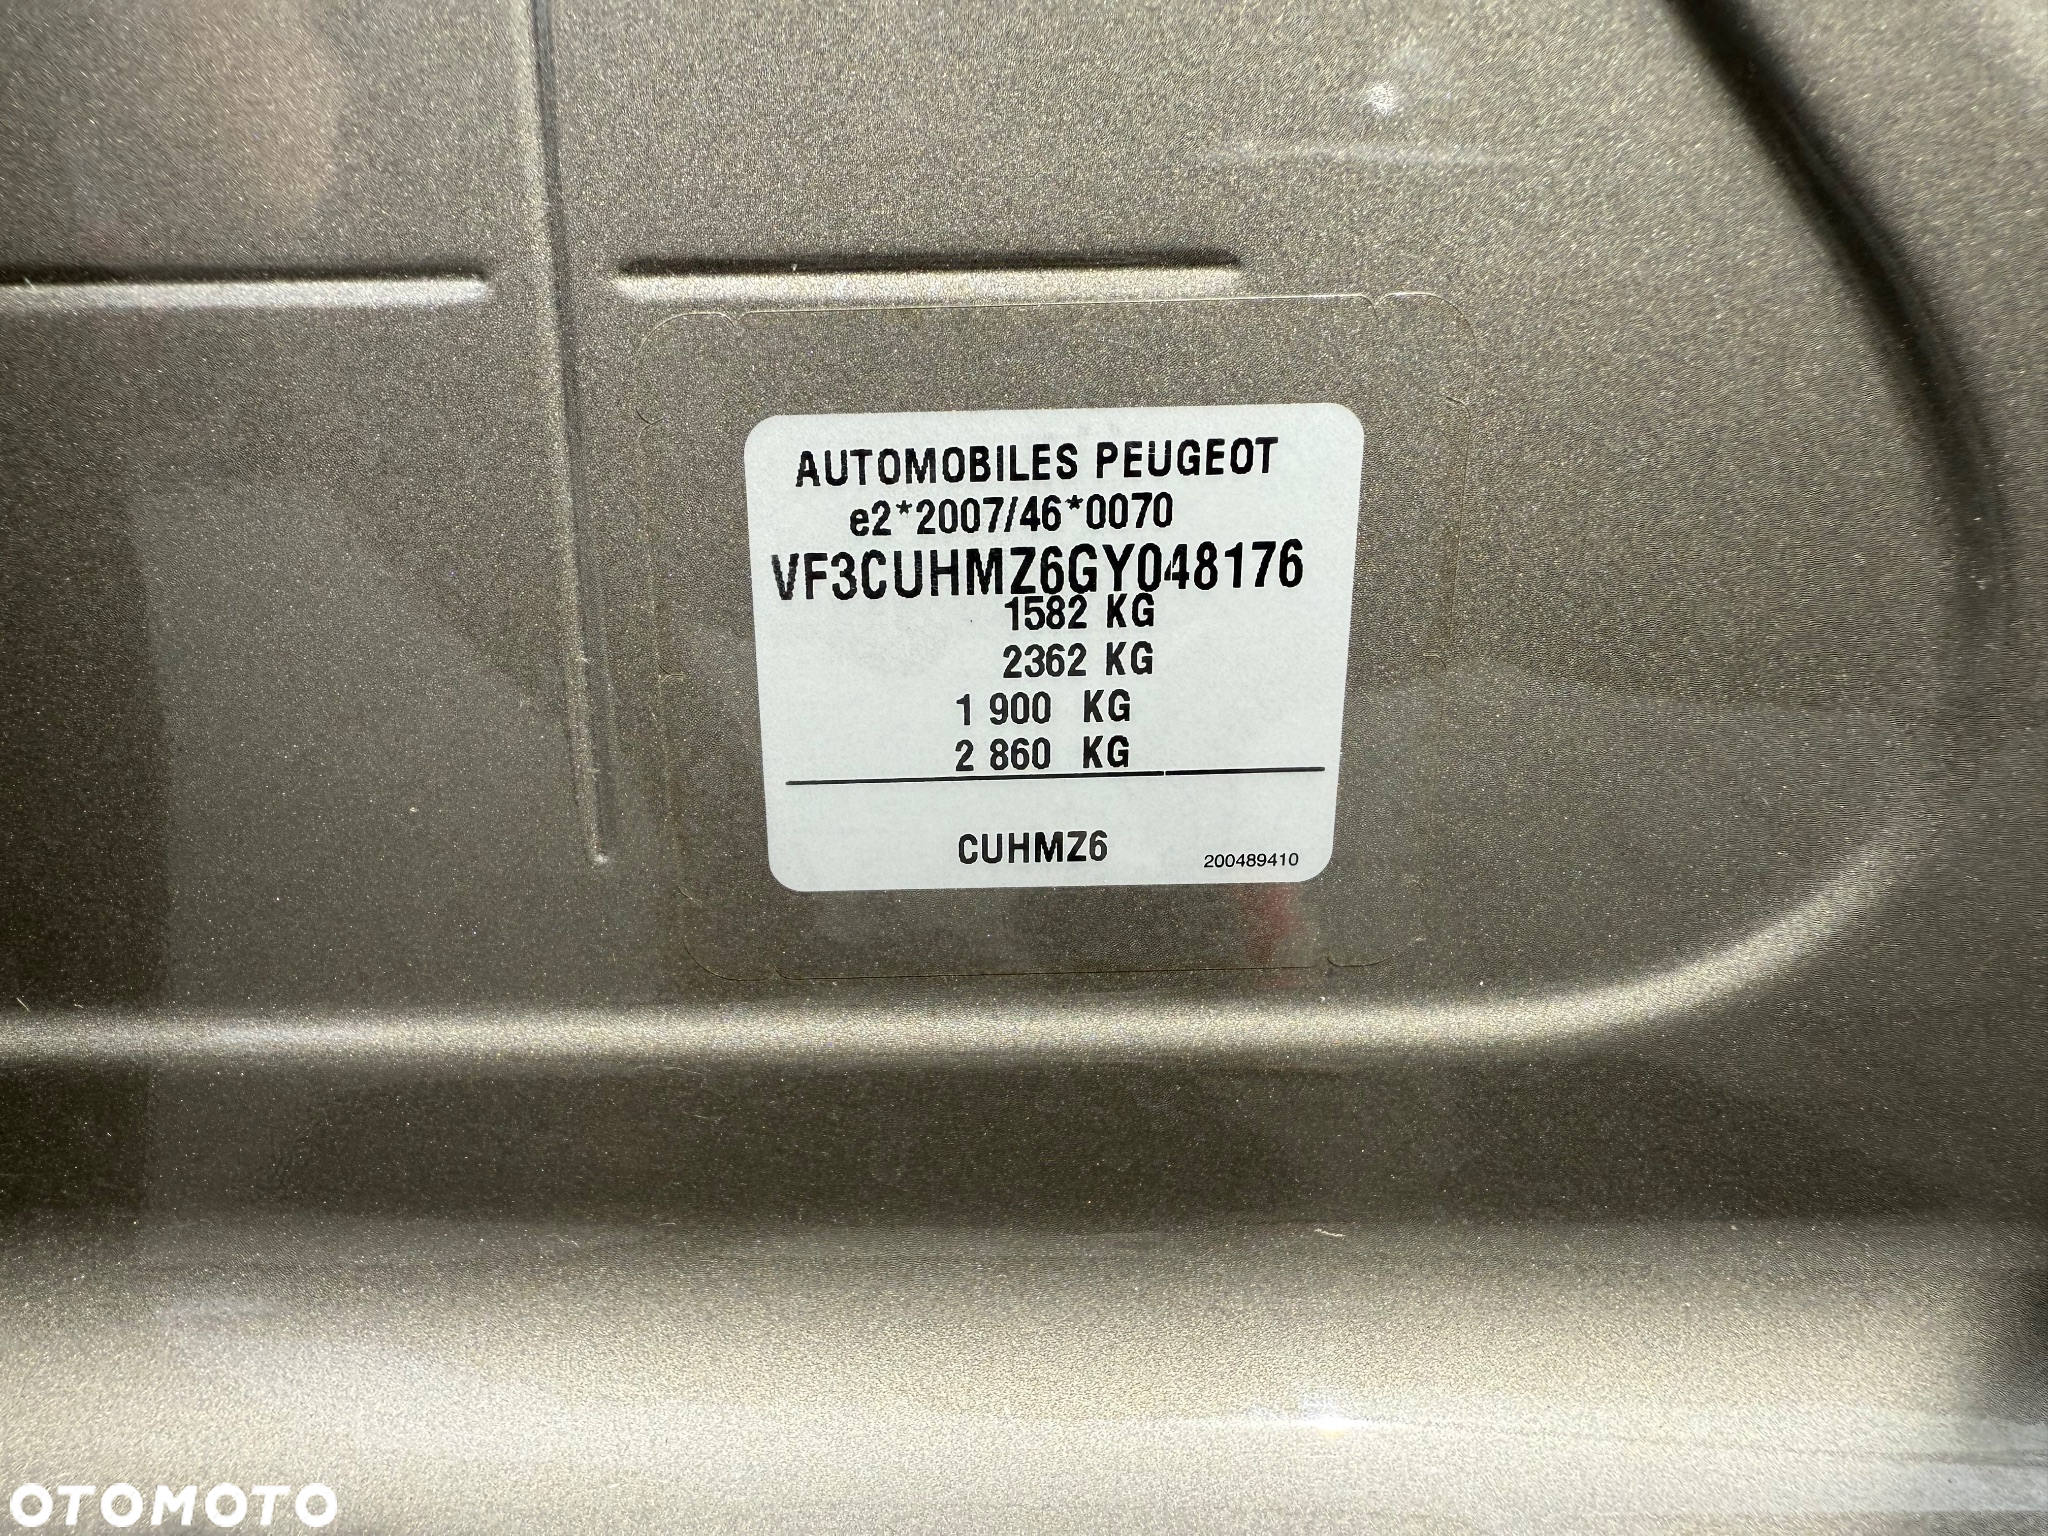 AUTOMOBILES PEUGEOT
e2*2007/46*0070
VF3CUHMZ6GY048176
1582 KG
2362 KG
1 900 KG
2 860 KG
CUHMZ6
200489410
OTOMOTO